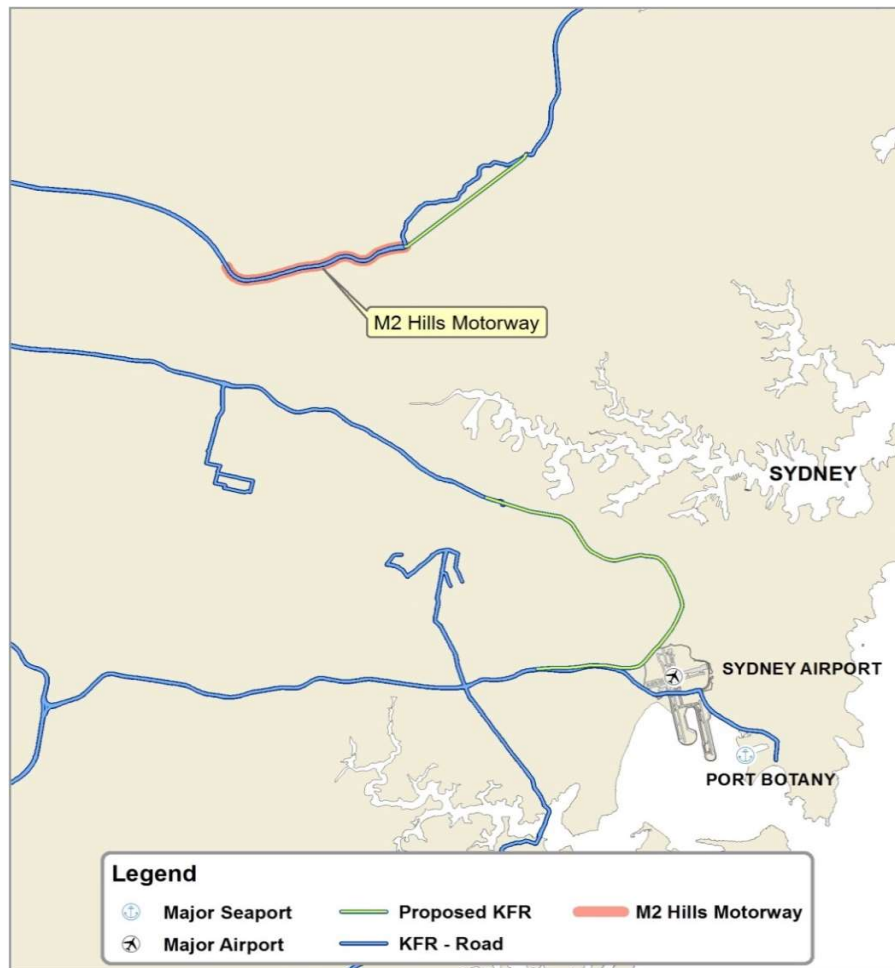 M2 Hills Motorway
SYDNEY
SYDNEY AIRPORT
PORT BOTANY
Legend
Major Seaport
Proposed KFR
M2 Hills Motorway
Major Airport
KFR - Road